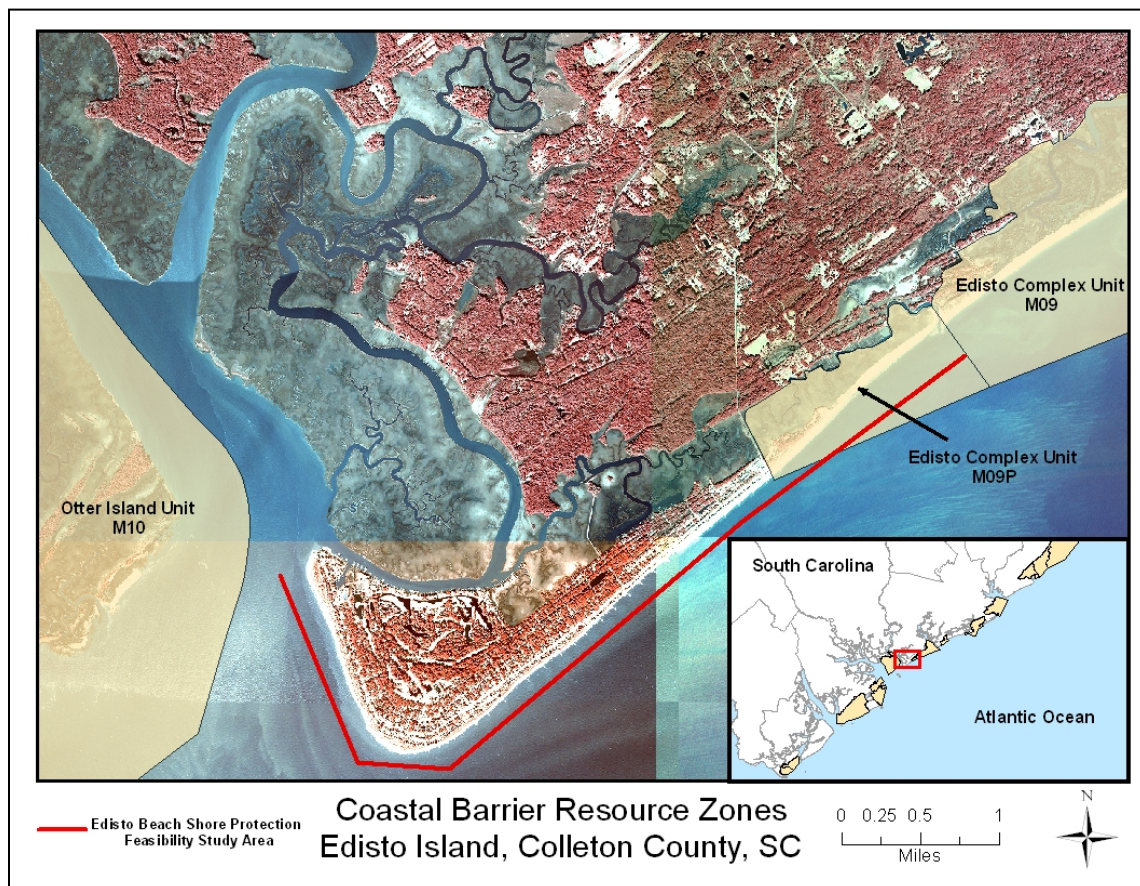 Edisto Complex Unit
M09
Edisto Complex Unit
M09P
Otter Island Unit
M10
South Carolina
Atlantic Ocean
Edisto Beach Shore Protection
Feasibility Study Area
Coastal Barrier Resource Zones
Edisto Island, Colleton County, SC
0 0.25 0.5 1
Miles
N